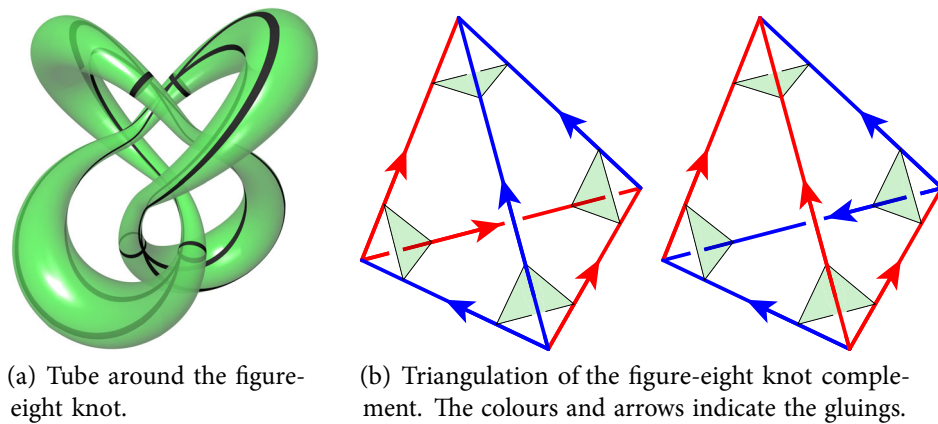 (a) Tube around the figure-
eight knot.
(b) Triangulation of the figure-eight knot comple-
ment. The colours and arrows indicate the gluings.